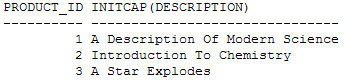 PRODUCT_ID INITCAP(DESCRIPTION)
---------- ------------------------------
1 A Description Of Modern Science
2 Introduction To Chemistry
3 A Star Explodes